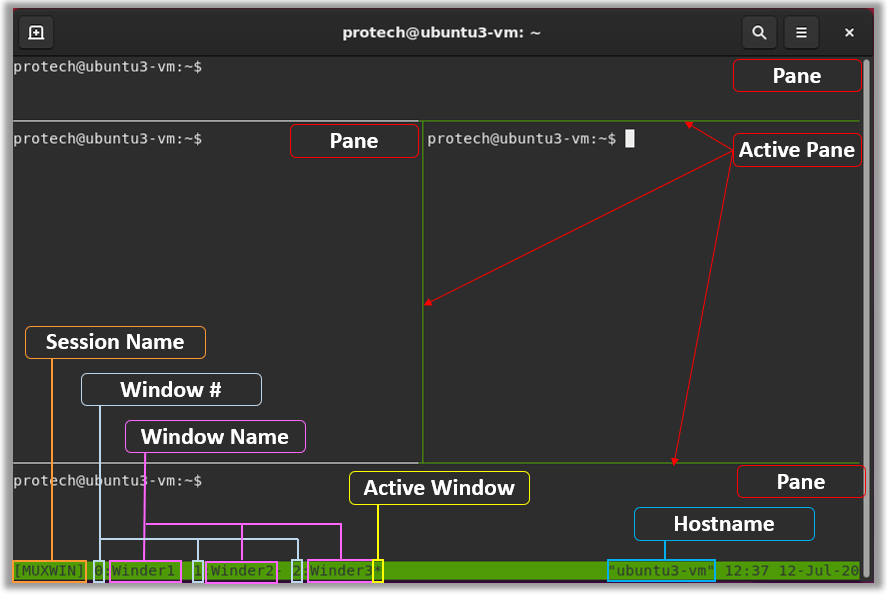 protech@ubuntu3-vm: ~
protech@ubuntu3-vm:~$
Pane
protech@ubuntu3-vm:~$
Pane
protech@ubuntu3-vm:~$
Active Pane
Session Name
Window #
Window Name
protech@ubuntu3-vm:~$
Active Window
Pane
Hostname
[MUXWIN] 0:Winder1 1:Winder2- 2:Winder3* "ubuntu3-vm" 12:37 12-Jul-20